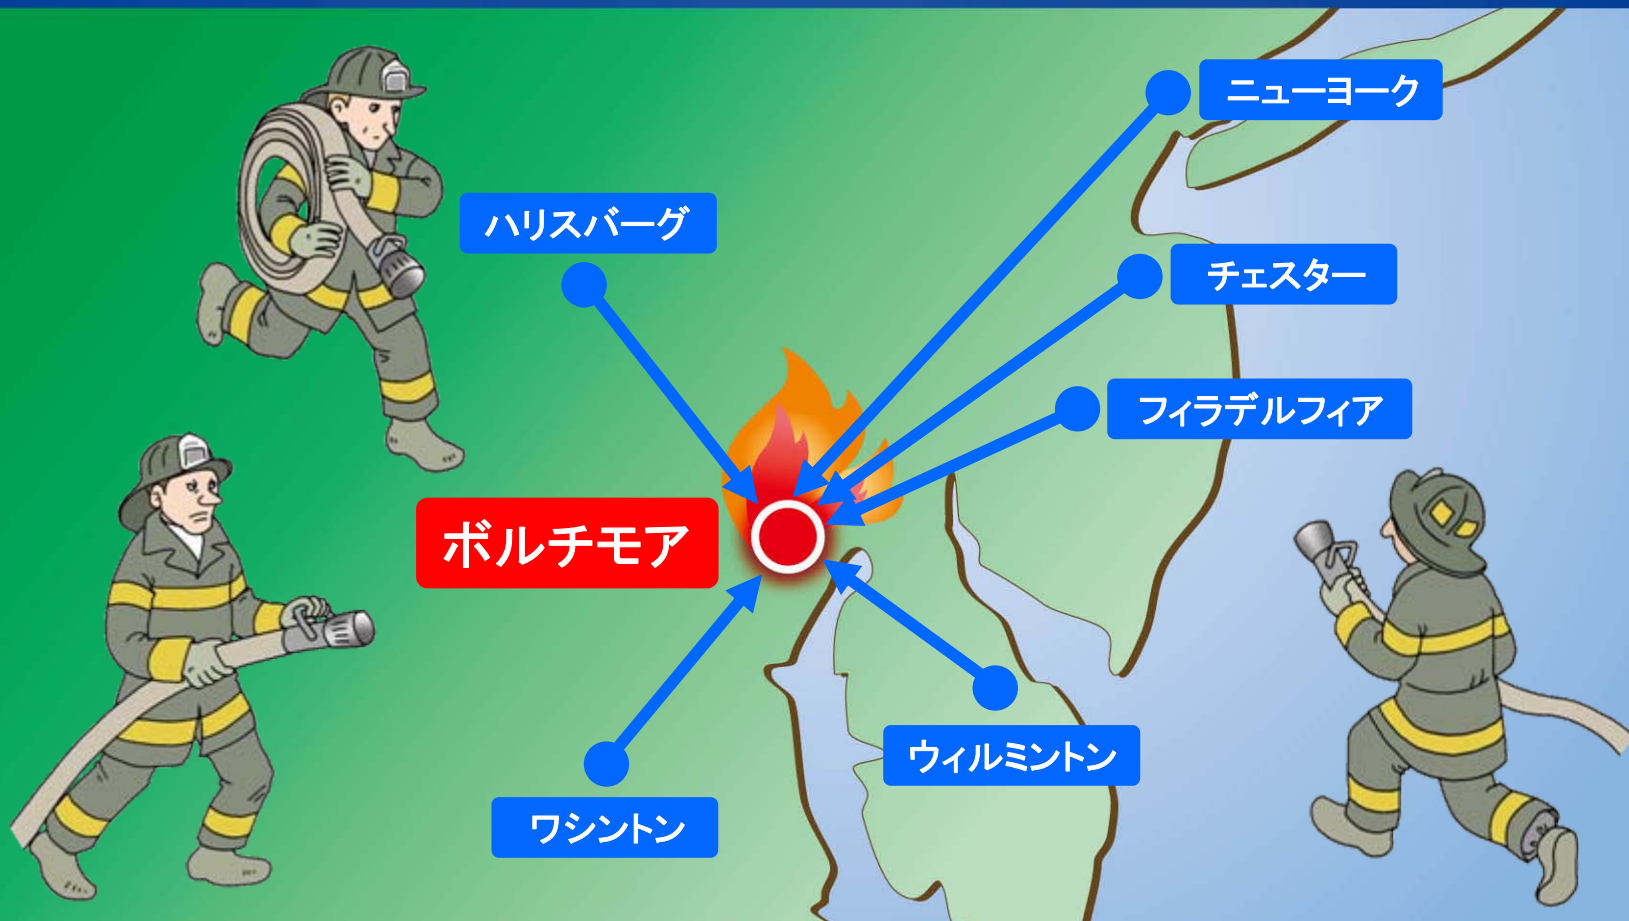 ニューヨーク
ハリスバーグ
チェスター
フィラデルフィア
ボルチモア
ウィルミントン
ワシントン